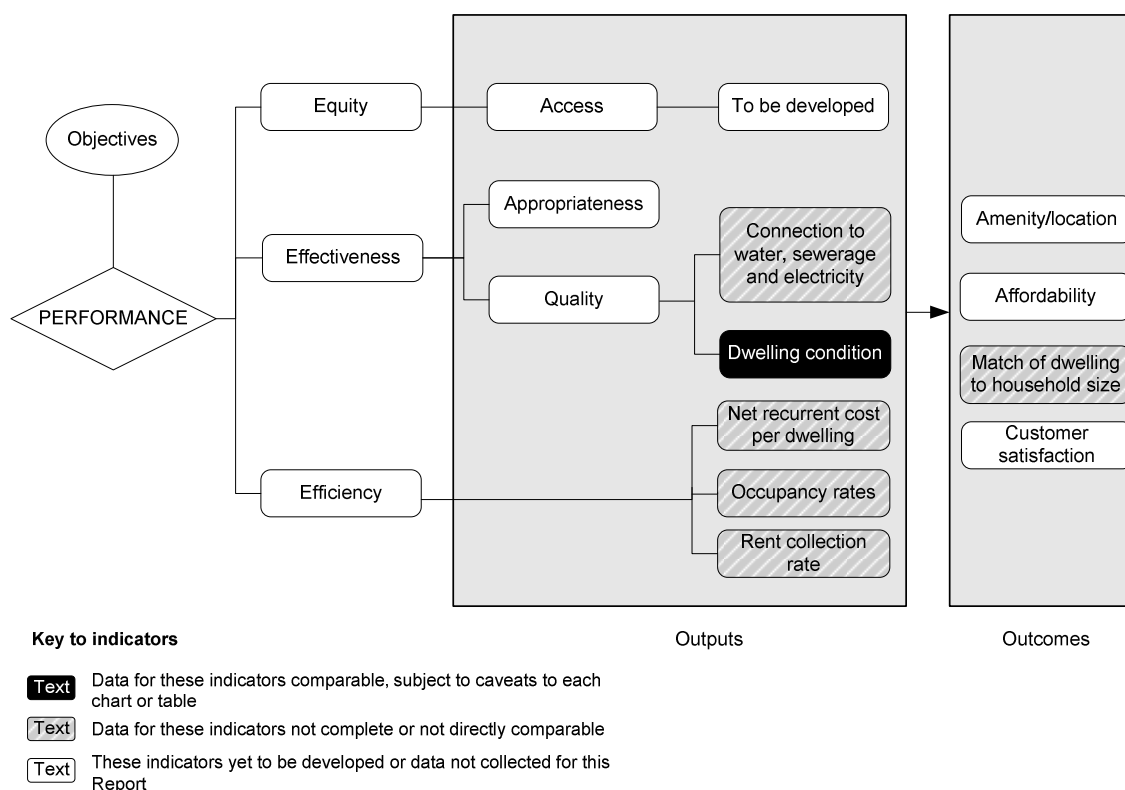 Objectives
PERFORMANCE
Equity
Access
To be developed
Effectiveness
Appropriateness
Quality
Connection to
water, sewerage
and electricity
Dwelling condition
Efficiency
Net recurrent cost
per dwelling
Occupancy rates
Rent collection
rate
Outputs
Amenity/location
Affordability
Match of dwelling
to household size
Customer
satisfaction
Outcomes
Key to indicators
Text
Data for these indicators comparable, subject to caveats to each
chart or table
Text
Data for these indicators not complete or not directly comparable
Text
These indicators yet to be developed or data not collected for this
Report